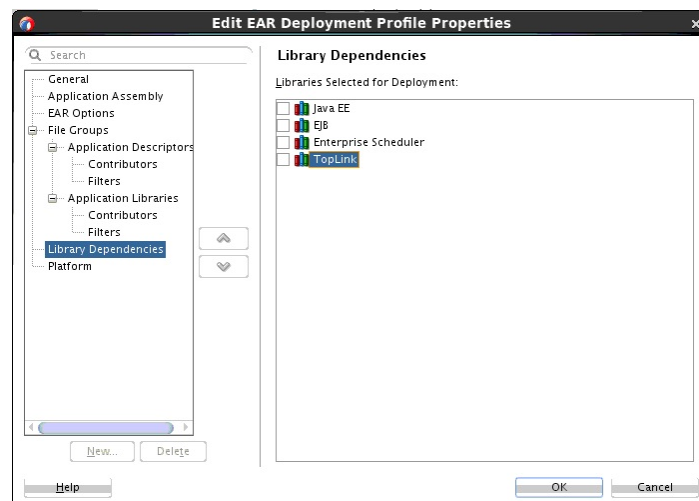 Edit EAR Deployment Profile Properties
Search
General
Application Assembly
EAR Options
File Groups
Application Descriptors
Contributors
Filters
Application Libraries
Contributors
Filters
Library Dependencies
Platform
New...
Delete
Library Dependencies
Libraries Selected for Deployment:
Java EE
EJB
Enterprise Scheduler
TopLink
Help
OK
Cancel